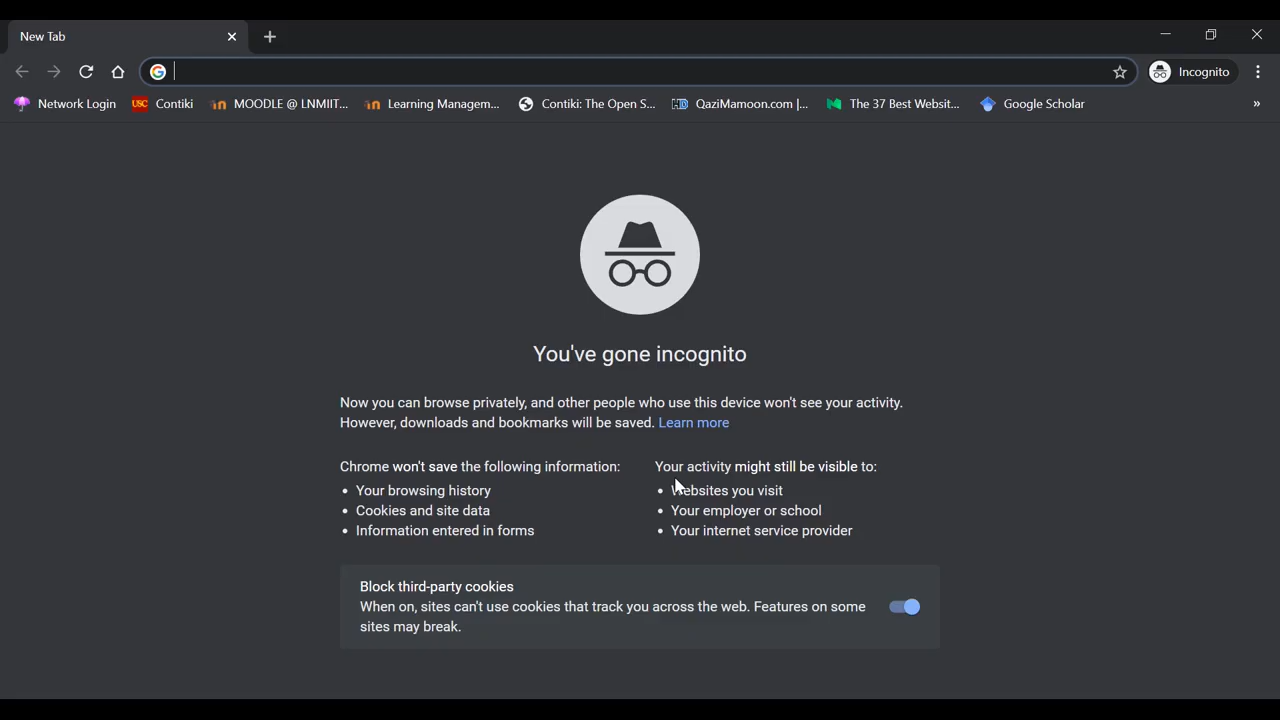 New Tab
Incognito
Network Login USC Contiki MOODLE @ LNMIIT... Learning Managem... Contiki: The Open S... HD QaziMamoon.com |... The 37 Best Websit... Google Scholar »
You've gone incognito
Now you can browse privately, and other people who use this device won't see your activity.
However, downloads and bookmarks will be saved. Learn more
Chrome won't save the following information:
• Your browsing history
• Cookies and site data
• Information entered in forms
Your activity might still be visible to:
• Websites you visit
• Your employer or school
• Your internet service provider
Block third-party cookies
When on, sites can't use cookies that track you across the web. Features on some
sites may break.